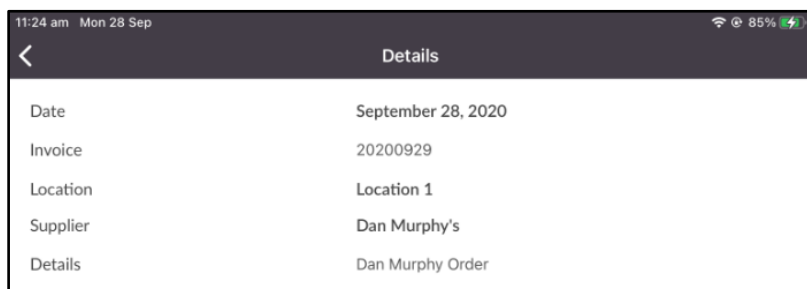 11:24 am Mon 28 Sep 85%
Details
Date September 28, 2020
Invoice 20200929
Location Location 1
Supplier Dan Murphy's
Details Dan Murphy Order